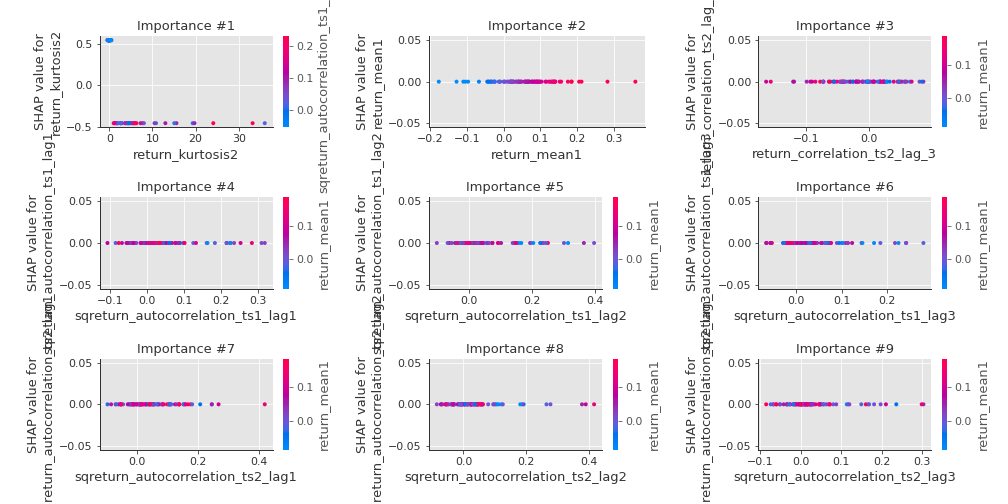 Importance #1
SHAP value for
return_kurtosis2
0.5
0.0
−0.5
0
10
20
30
return_kurtosis2
0.2
0.1
0.0
Importance #2
SHAP value for
return_mean1
0.05
0.00
−0.05
−0.2
−0.1
0.0
0.1
0.2
0.3
return_mean1
Importance #3
SHAP value for
0.05
0.00
−0.05
−0.1
0.0
return_correlation_ts2_lag_3
0.1
0.0
return_mean1
Importance #4
SHAP value for
0.05
0.00
−0.05
−0.1
0.0
0.1
0.2
0.3
sqreturn_autocorrelation_ts1_lag1
0.1
0.0
return_mean1
Importance #5
SHAP value for
0.05
0.00
−0.05
0.0
0.2
0.4
sqreturn_autocorrelation_ts1_lag2
0.1
0.0
return_mean1
Importance #6
SHAP value for
0.05
0.00
−0.05
0.0
0.1
0.2
sqreturn_autocorrelation_ts1_lag3
0.1
0.0
return_mean1
Importance #7
SHAP value for
0.05
0.00
−0.05
0.0
0.2
0.4
sqreturn_autocorrelation_ts2_lag1
0.1
0.0
return_mean1
Importance #8
SHAP value for
0.05
0.00
−0.05
0.0
0.2
0.4
sqreturn_autocorrelation_ts2_lag2
0.1
0.0
return_mean1
Importance #9
SHAP value for
0.05
0.00
−0.05
−0.1
0.0
0.1
0.2
0.3
sqreturn_autocorrelation_ts2_lag3
0.1
0.0
return_mean1